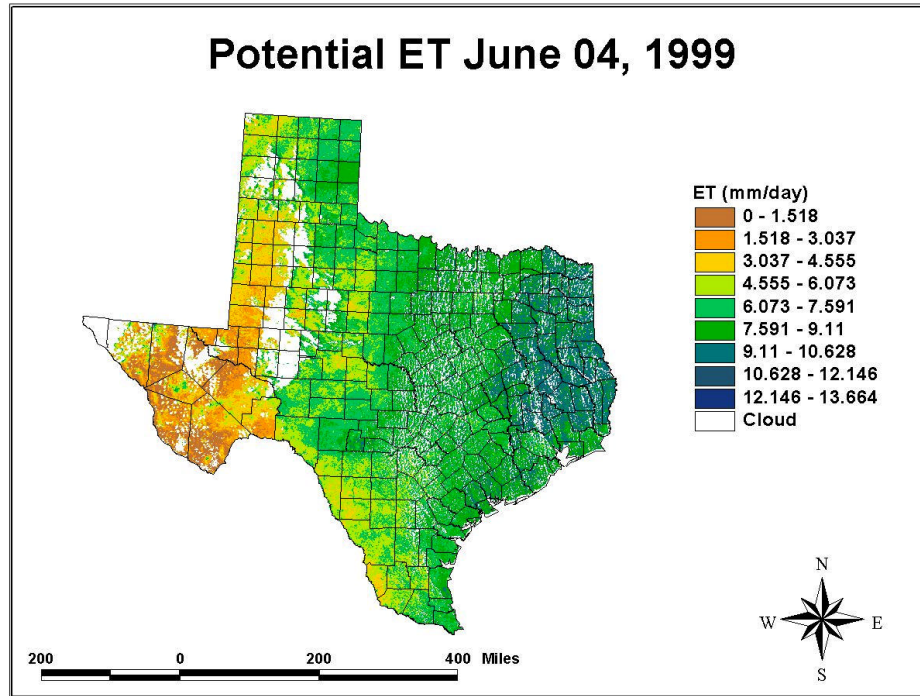 Potential ET June 04, 1999
ET (mm/day)
0 - 1.518
1.518 - 3.037
3.037 - 4.555
4.555 - 6.073
6.073 - 7.591
7.591 - 9.11
9.11 - 10.628
10.628 - 12.146
12.146 - 13.664
Cloud
N
W E
S
200 0 200 400 Miles